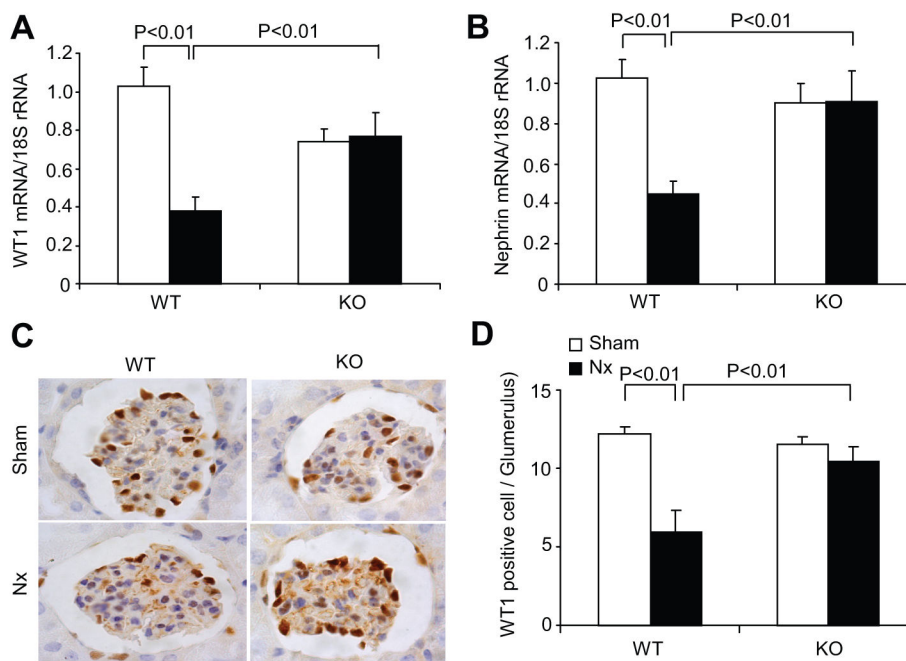 A
P<0.01
P<0.01
WT1 mRNA/18S rRNA
1.2
1.0
0.8
0.6
0.4
0.2
0
WT
KO
B
P<0.01
P<0.01
Nephrin mRNA/18S rRNA
1.2
1.0
0.8
0.6
0.4
0.2
0
WT
KO
C
WT
KO
Sham
Nx
D
Sham
Nx
P<0.01
P<0.01
WT1 positive cell / Glumerulus)
15
10
5
0
WT
KO